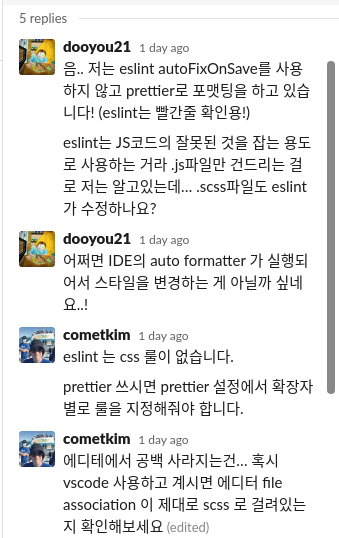 5 replies
dooyou21 1 day ago
음.. 저는 eslint autoFixOnSave를 사용
하지 않고 prettier로 포맷팅을 하고 있습
니다! (eslint는 빨간줄 확인용!)
eslint는 JS코드의 잘못된 것을 잡는 용도
로 사용하는 거라 .js파일만 건드리는 걸
로 저는 알고있는데... .scss파일도 eslint
가 수정하나요?
dooyou21 1 day ago
어쩌면 IDE의 auto formatter 가 실행되
어서 스타일을 변경하는 게 아닐까 싶네
요..!
cometkim 1 day ago
eslint 는 css 룰이 없습니다.
prettier 쓰시면 prettier 설정에서 확장자
별로 룰을 지정해줘야 합니다.
cometkim 1 day ago
에디테에서 공백 사라지는건... 혹시
vscode 사용하고 계시면 에디터 file
association 이 제대로 scss 로 걸려있는
지 확인해보세요 (edited)